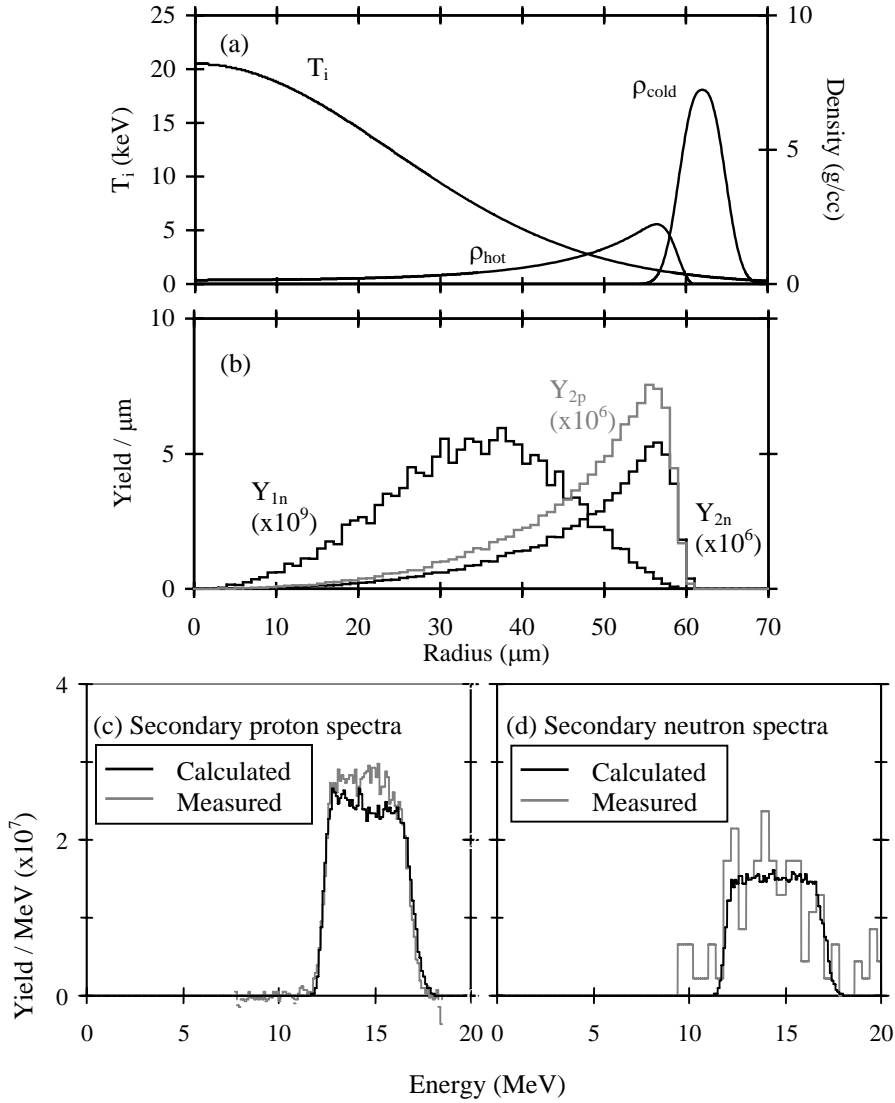 (a)
25
20
15
10
5
0
T_i (keV)
T_i
ρ_hot
ρ_cold
10
5
0
Density (g/cc)
(b)
10
5
0
Yield / μm
Y_1n
(x10^9)
Y_2p
(x10^6)
Y_2n
(x10^6)
0 10 20 30 40 50 60 70
Radius (μm)
(c) Secondary proton spectra
Calculated
Measured
4
2
0
Yield / MeV (x10^7)
0 5 10 15 20
(d) Secondary neutron spectra
Calculated
Measured
0 5 10 15 20
Energy (MeV)